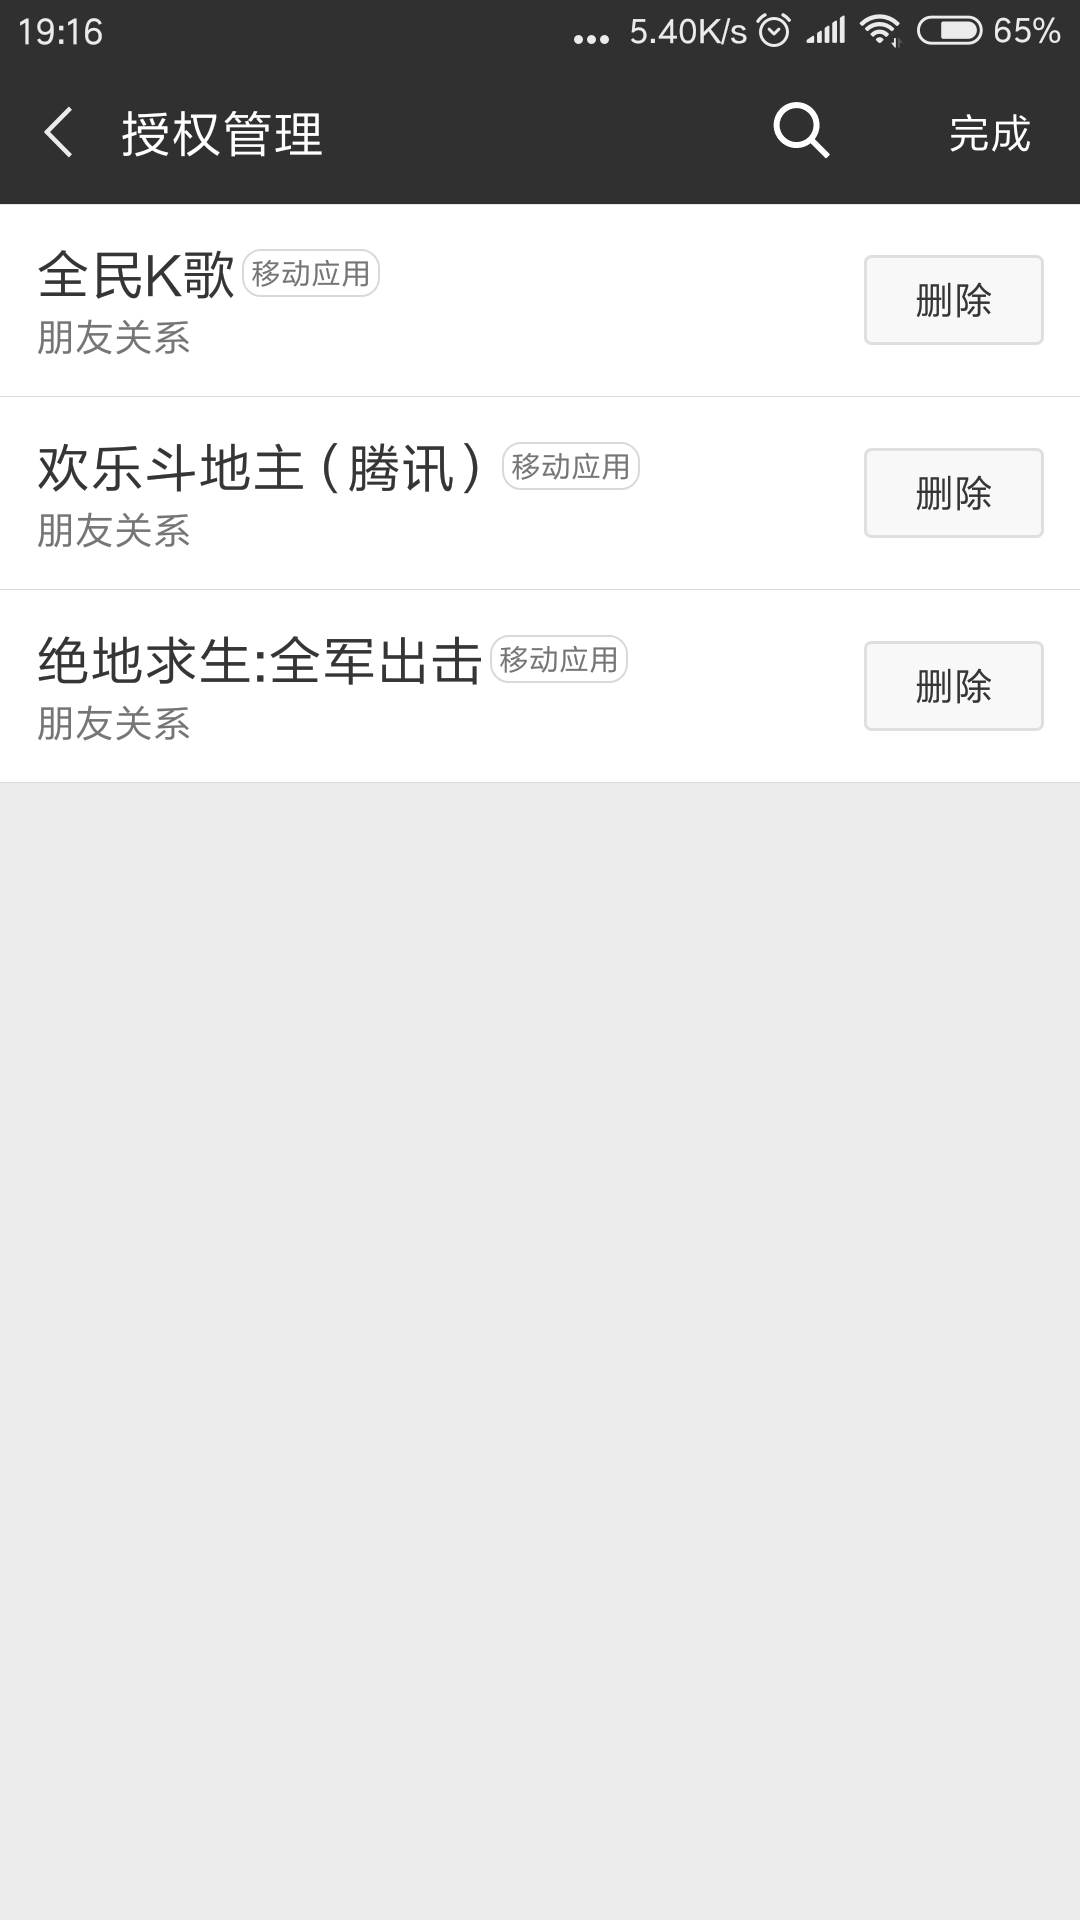 19:16 ... 5.40K/s 65%
授权管理 完成
全民K歌 移动应用
朋友关系
删除
欢乐斗地主（腾讯） 移动应用
朋友关系
删除
绝地求生:全军出击 移动应用
朋友关系
删除